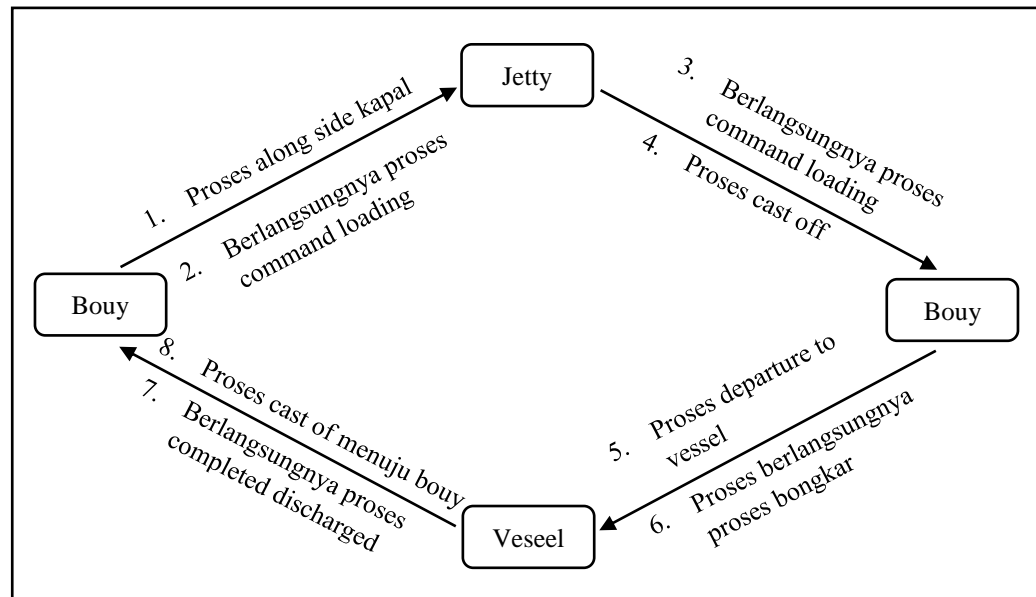 Jetty
1. Proses along side kapal
2. Berlangsungnya proses
command loading
3. Berlangsungnya proses
command loading
4. Proses cast off
Bouy
Bouy
5. Proses departure to
vessel
6. Proses berlangsungnya
proses bongkar
8. Proses cast of menuju bouy
7. Berlangsungnya proses
completed discharged
Veseel